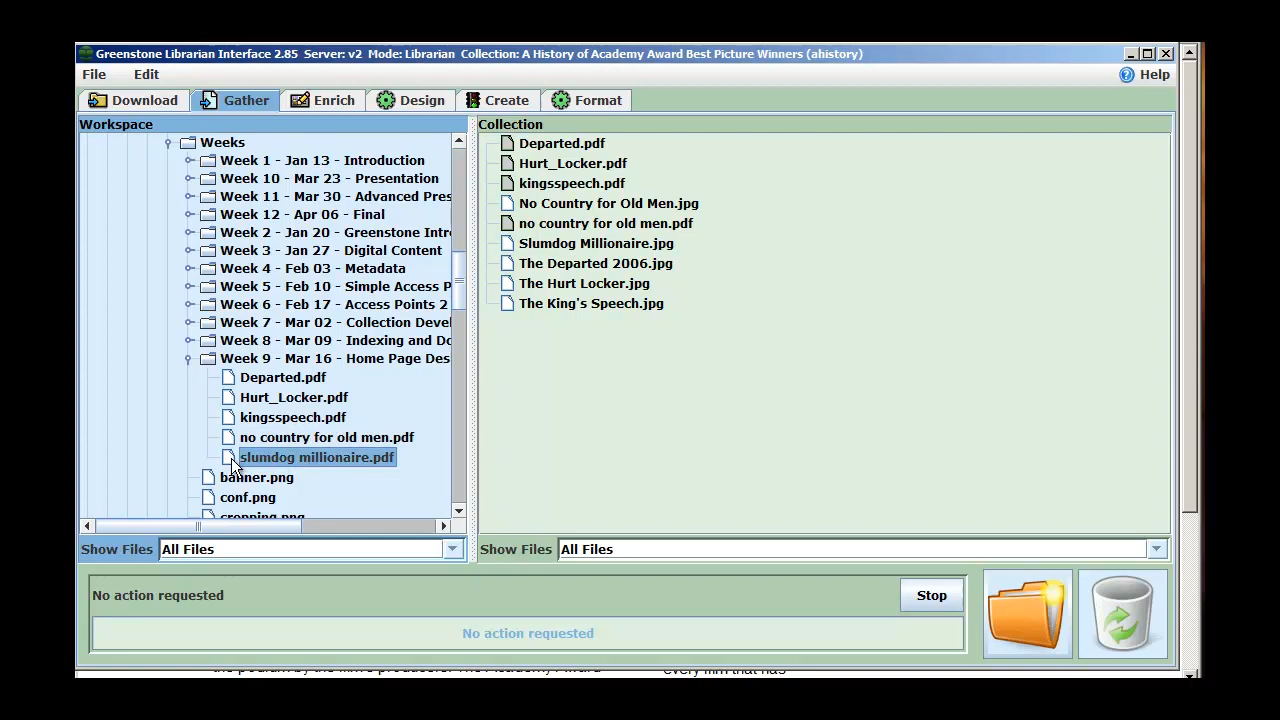 Greenstone Librarian Interface 2.85 Server: v2 Mode: Librarian Collection: A History of Academy Award Best Picture Winners (ahistory)
File Edit Help
Download Gather Enrich Design Create Format
Workspace
Weeks
Week 1 - Jan 13 - Introduction
Week 10 - Mar 23 - Presentation
Week 11 - Mar 30 - Advanced Pres
Week 12 - Apr 06 - Final
Week 2 - Jan 20 - Greenstone Intr
Week 3 - Jan 27 - Digital Content
Week 4 - Feb 03 - Metadata
Week 5 - Feb 10 - Simple Access P
Week 6 - Feb 17 - Access Points 2
Week 7 - Mar 02 - Collection Devel
Week 8 - Mar 09 - Indexing and Do
Week 9 - Mar 16 - Home Page Des
Departed.pdf
Hurt_Locker.pdf
kingsspeech.pdf
no country for old men.pdf
slumdog millionaire.pdf
banner.png
conf.png
cropping.png
Show Files All Files
Collection
Departed.pdf
Hurt_Locker.pdf
kingsspeech.pdf
No Country for Old Men.jpg
no country for old men.pdf
Slumdog Millionaire.jpg
The Departed 2006.jpg
The Hurt Locker.jpg
The King's Speech.jpg
Show Files All Files
No action requested
Stop
No action requested
every film that has